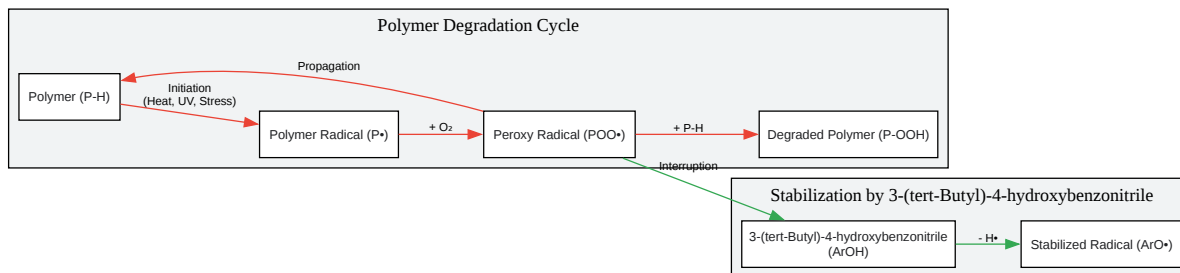 Polymer Degradation Cycle
Propagation
Polymer (P-H)
Initiation
(Heat, UV, Stress)
Polymer Radical (P•)
+ O₂
Peroxy Radical (POO•)
+ P-H
Degraded Polymer (P-OOH)
Interruption
Stabilization by 3-(tert-Butyl)-4-hydroxybenzonitrile
3-(tert-Butyl)-4-hydroxybenzonitrile
(ArOH)
- H•
Stabilized Radical (ArO•)